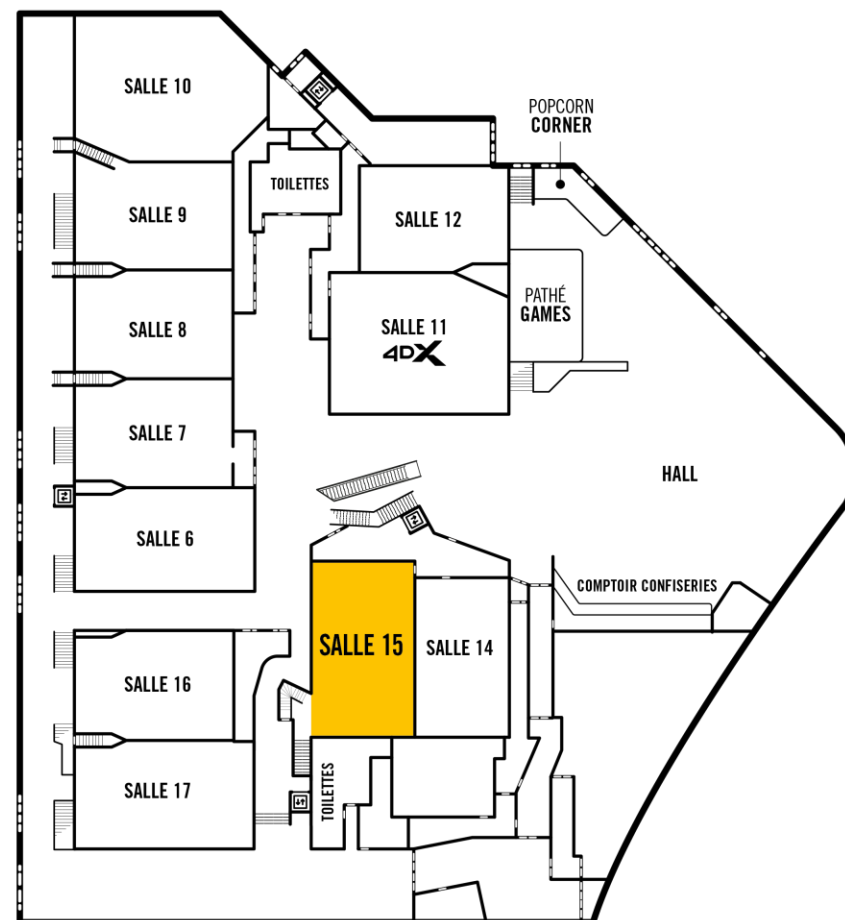 SALLE 10
POPCORN
CORNER
SALLE 9
TOILETTES
SALLE 12
PATHÉ
GAMES
SALLE 8
SALLE 11
4DX
SALLE 7
HALL
SALLE 6
COMPTOIR CONFISERIES
SALLE 15
SALLE 14
SALLE 16
SALLE 17
TOILETTES